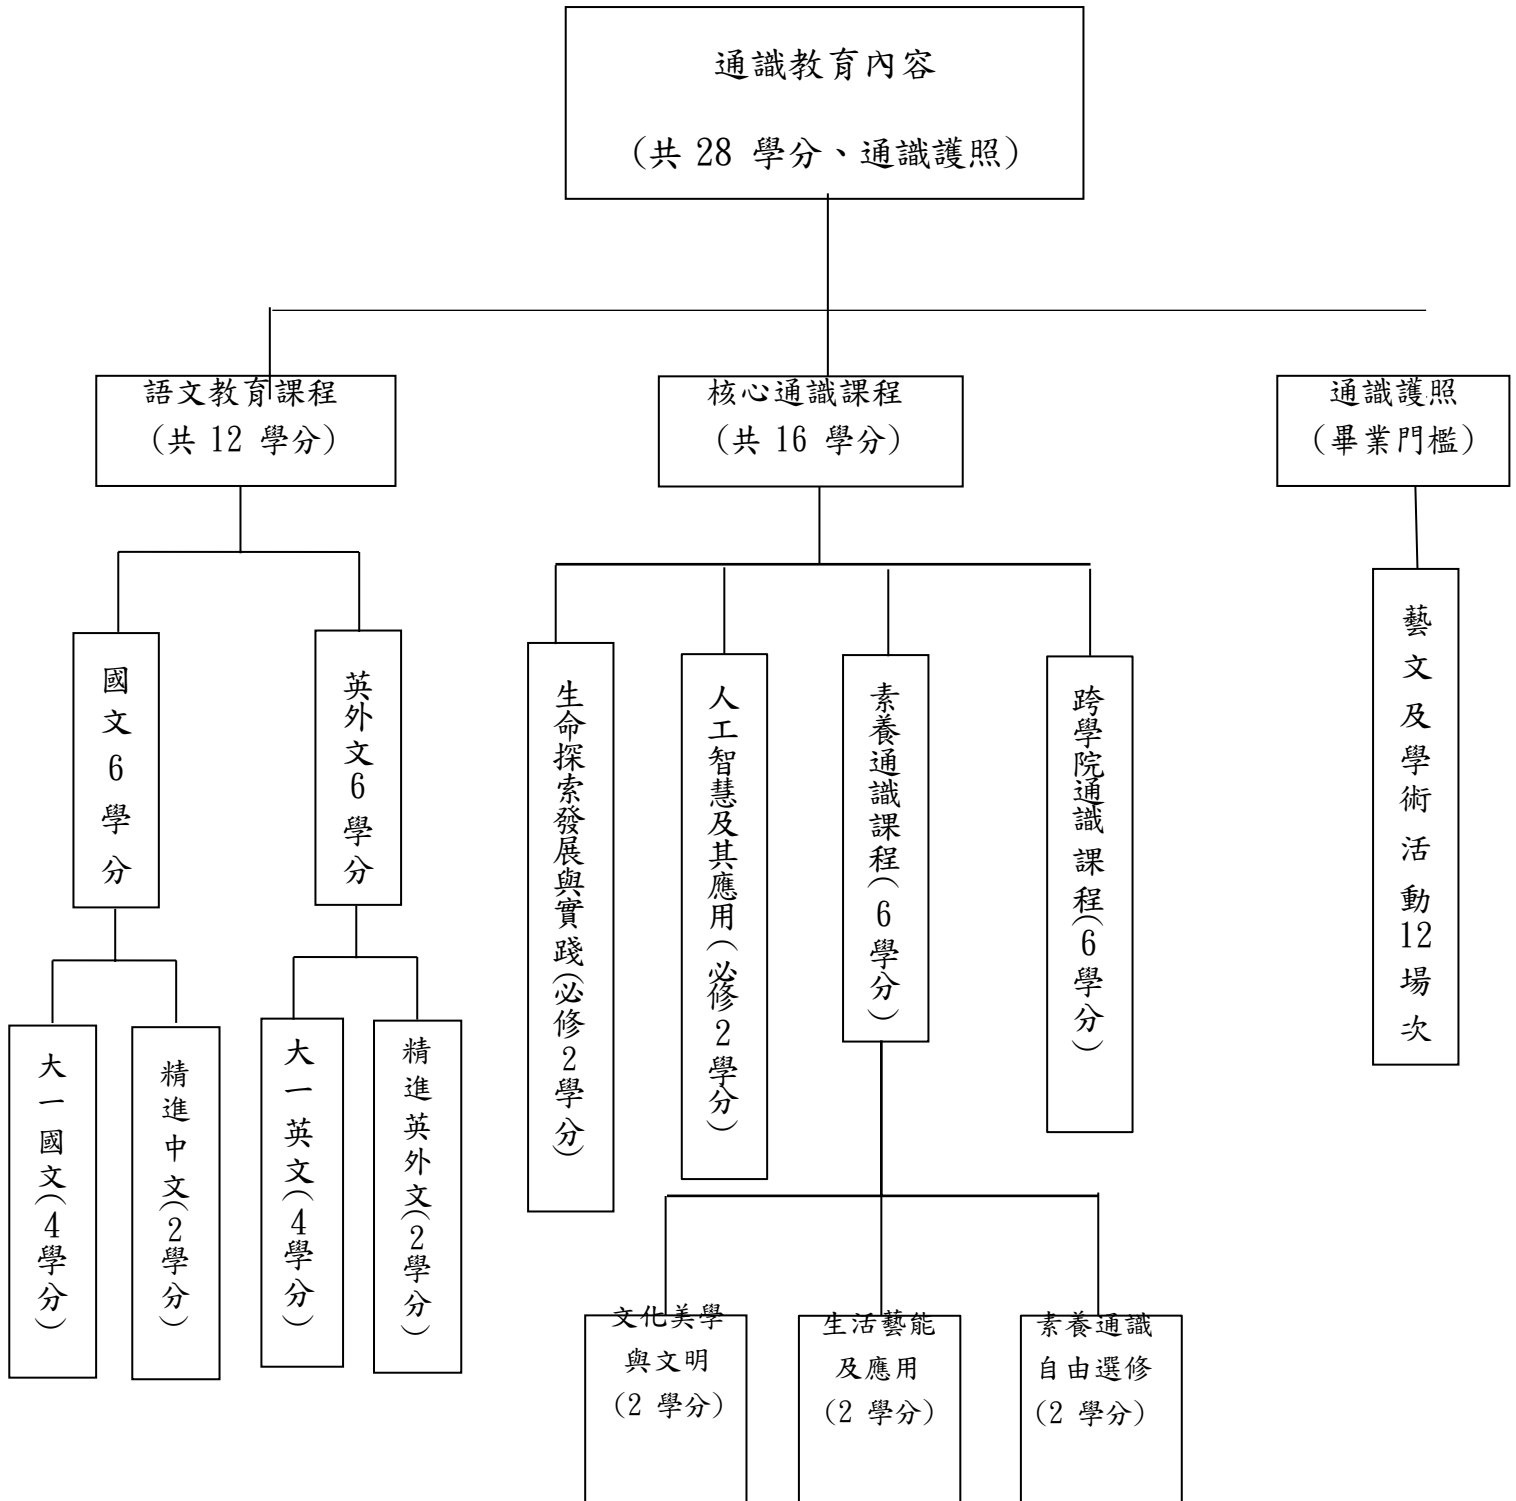 通識教育內容
（共 28 學分、通識護照）
語文教育課程
（共 12 學分）
核心通識課程
（共 16 學分）
通識護照
（畢業門檻）
國文6學分
英外文6學分
生命探索發展與實踐(必修2學分)
人工智慧及其應用(必修2學分)
素養通識課程(6學分)
跨學院通識課程(6學分)
藝文及學術活動12場次
大一國文(4學分)
精進中文(2學分)
大一英文(4學分)
精進英外文(2學分)
文化美學
與文明
（2 學分）
生活藝能
及應用
（2 學分）
素養通識
自由選修
（2 學分）